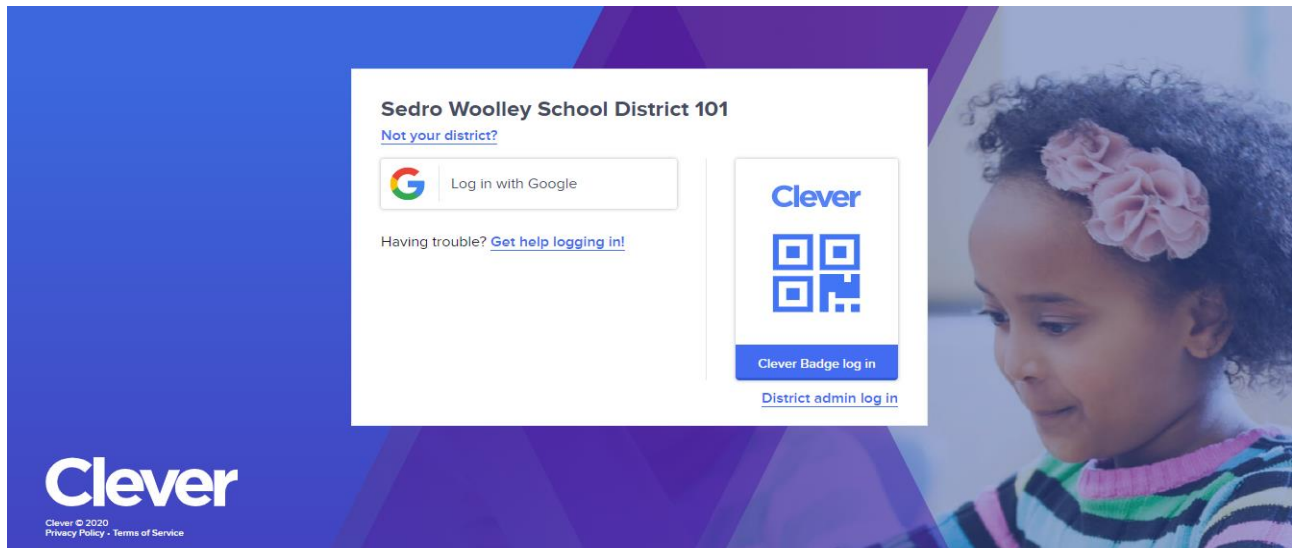 Sedro Woolley School District 101
Not your district?
Log in with Google
Having trouble? Get help logging in!
Clever
Clever Badge log in
District admin log in
Clever
Clever © 2020
Privacy Policy - Terms of Service